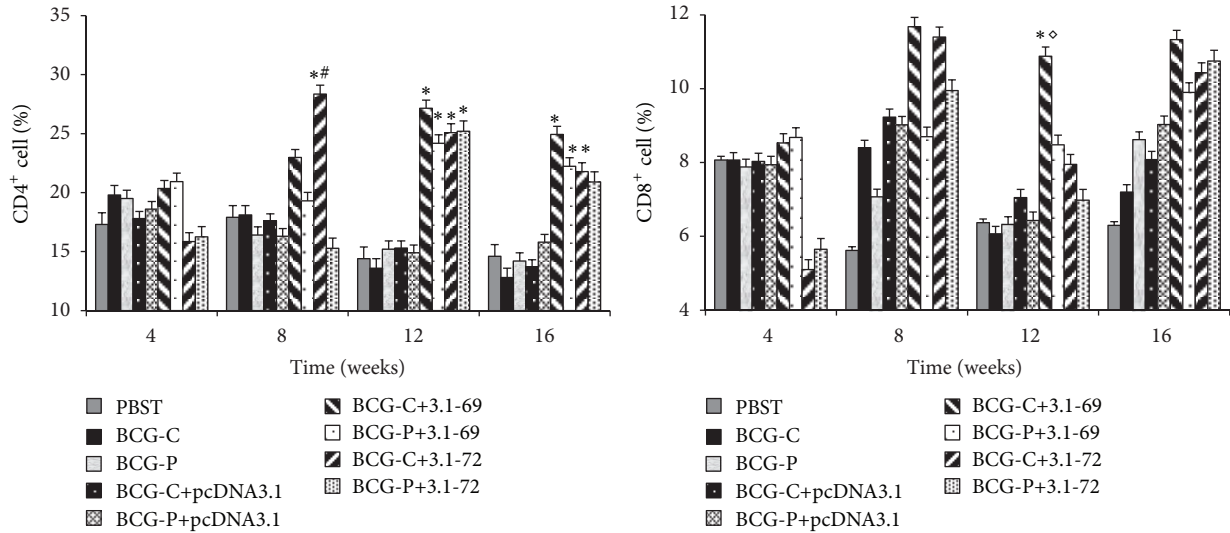 35
30
25
20
15
10
CD4+ cell (%)
*#
*
**
*
*
**
4 8 12 16
Time (weeks)
PBST
BCG-C
BCG-P
BCG-C+pcDNA3.1
BCG-P+pcDNA3.1
BCG-C+3.1-69
BCG-P+3.1-69
BCG-C+3.1-72
BCG-P+3.1-72
12
10
8
6
4
CD8+ cell (%)
*⋄
4 8 12 16
Time (weeks)
PBST
BCG-C
BCG-P
BCG-C+pcDNA3.1
BCG-P+pcDNA3.1
BCG-C+3.1-69
BCG-P+3.1-69
BCG-C+3.1-72
BCG-P+3.1-72